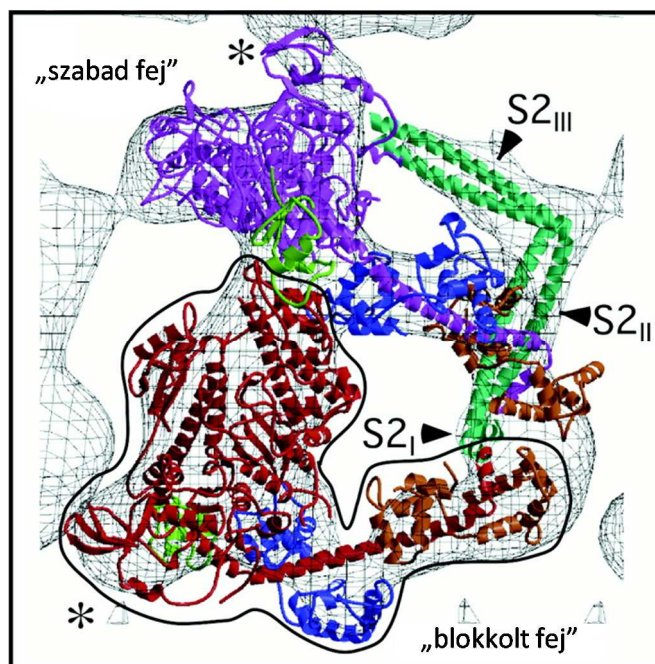 „szabad fej”
*
S2III
S2II
S2I
*
„blokkolt fej”